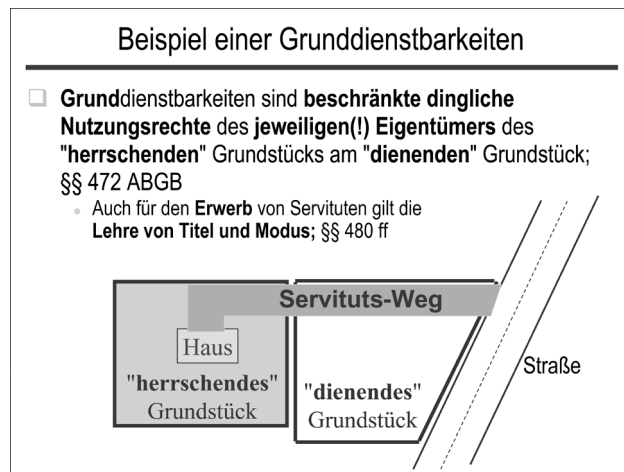 Beispiel einer Grunddienstbarkeiten
Grunddienstbarkeiten sind beschränkte dingliche
Nutzungsrechte des jeweiligen(!) Eigentümers des
"herrschenden" Grundstücks am "dienenden" Grundstück;
§§ 472 ABGB
Auch für den Erwerb von Servituten gilt die
Lehre von Titel und Modus; §§ 480 ff
Servituts-Weg
Haus
"herrschendes"
Grundstück
"dienendes"
Grundstück
Straße